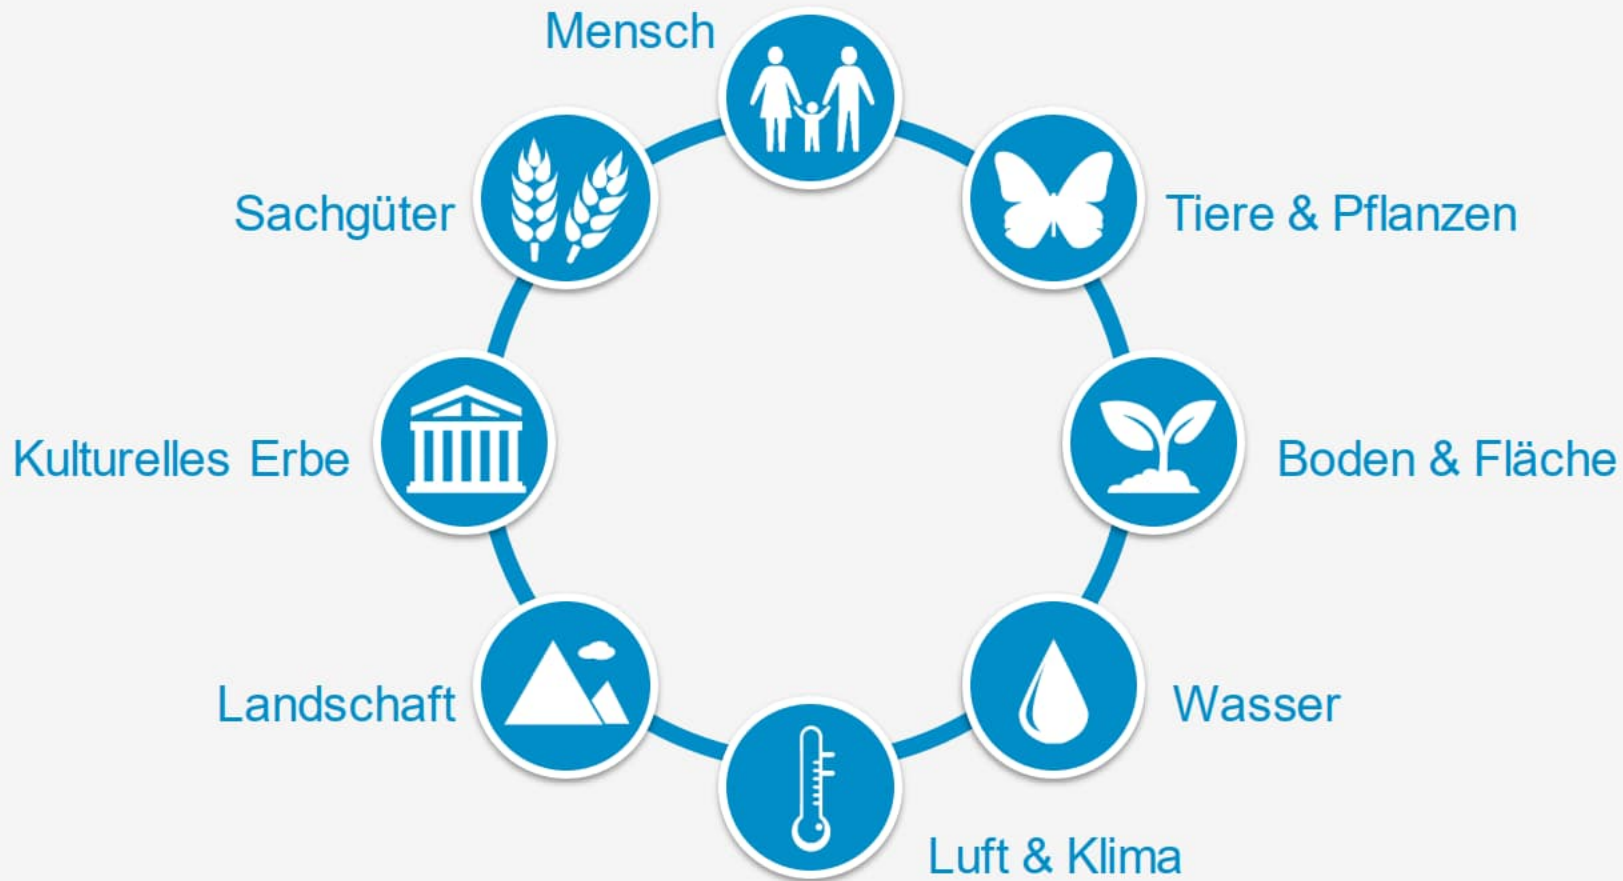 Mensch
Sachgüter
Tiere & Pflanzen
Kulturelles Erbe
Boden & Fläche
Landschaft
Wasser
Luft & Klima